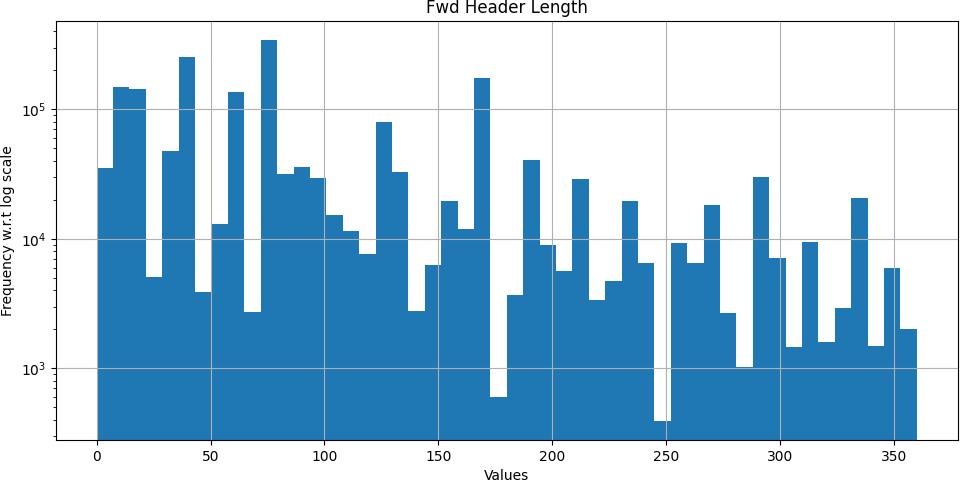 Fwd Header Length
Frequency w.r.t log scale
10^5
10^4
10^3
0 50 100 150 200 250 300 350
Values